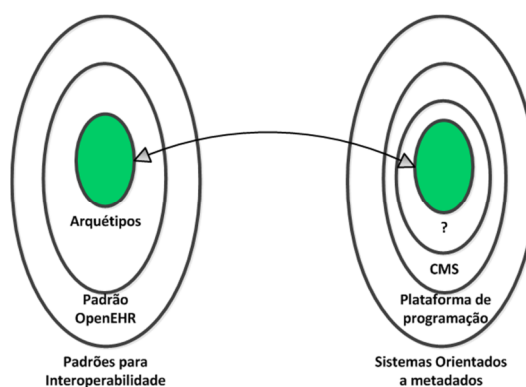 Arquétipos
Padrão
OpenEHR
Padrões para
Interoperabilidade
?
CMS
Plataforma de
programação
Sistemas Orientados
a metadados